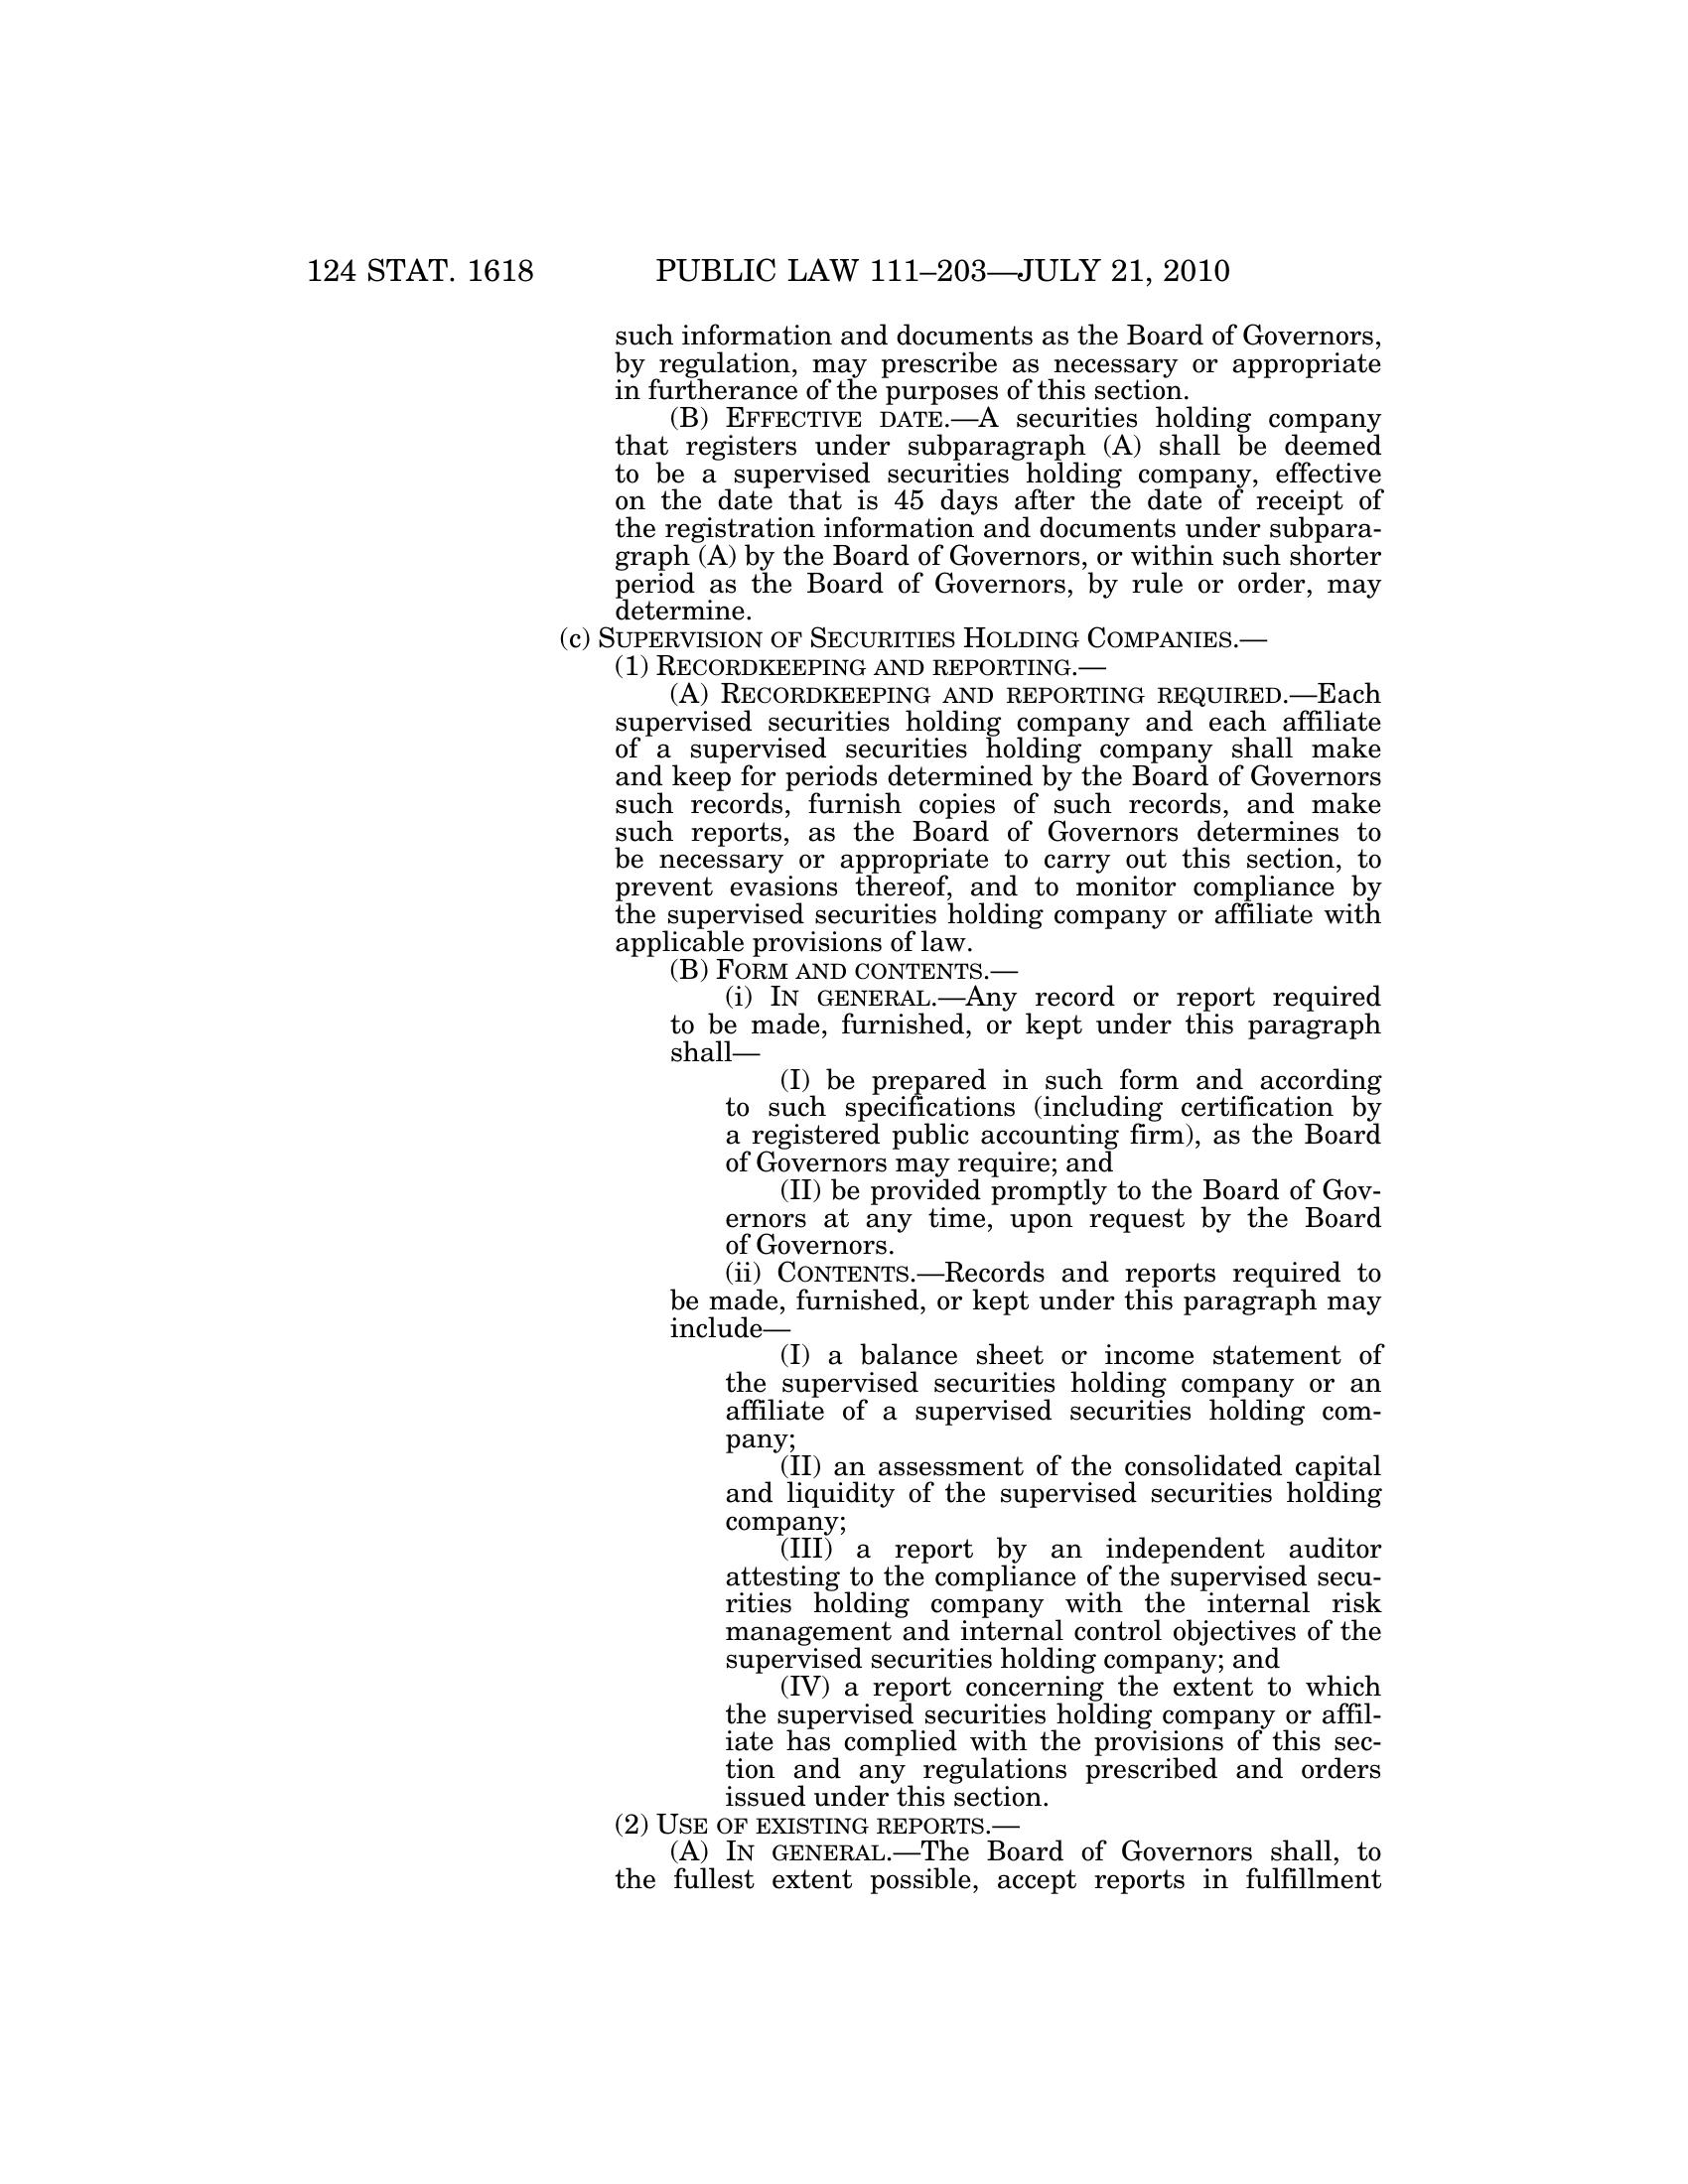 124 STAT. 1618 PUBLIC LAW 111–203—JULY 21, 2010
such information and documents as the Board of Governors,
by regulation, may prescribe as necessary or appropriate
in furtherance of the purposes of this section.
(B) EFFECTIVE DATE.—A securities holding company
that registers under subparagraph (A) shall be deemed
to be a supervised securities holding company, effective
on the date that is 45 days after the date of receipt of
the registration information and documents under subpara-
graph (A) by the Board of Governors, or within such shorter
period as the Board of Governors, by rule or order, may
determine.
(c) SUPERVISION OF SECURITIES HOLDING COMPANIES.—
(1) RECORDKEEPING AND REPORTING.—
(A) RECORDKEEPING AND REPORTING REQUIRED.—Each
supervised securities holding company and each affiliate
of a supervised securities holding company shall make
and keep for periods determined by the Board of Governors
such records, furnish copies of such records, and make
such reports, as the Board of Governors determines to
be necessary or appropriate to carry out this section, to
prevent evasions thereof, and to monitor compliance by
the supervised securities holding company or affiliate with
applicable provisions of law.
(B) FORM AND CONTENTS.—
(i) IN GENERAL.—Any record or report required
to be made, furnished, or kept under this paragraph
shall—
(I) be prepared in such form and according
to such specifications (including certification by
a registered public accounting firm), as the Board
of Governors may require; and
(II) be provided promptly to the Board of Gov-
ernors at any time, upon request by the Board
of Governors.
(ii) CONTENTS.—Records and reports required to
be made, furnished, or kept under this paragraph may
include—
(I) a balance sheet or income statement of
the supervised securities holding company or an
affiliate of a supervised securities holding com-
pany;
(II) an assessment of the consolidated capital
and liquidity of the supervised securities holding
company;
(III) a report by an independent auditor
attesting to the compliance of the supervised secu-
rities holding company with the internal risk
management and internal control objectives of the
supervised securities holding company; and
(IV) a report concerning the extent to which
the supervised securities holding company or affil-
iate has complied with the provisions of this sec-
tion and any regulations prescribed and orders
issued under this section.
(2) USE OF EXISTING REPORTS.—
(A) IN GENERAL.—The Board of Governors shall, to
the fullest extent possible, accept reports in fulfillment